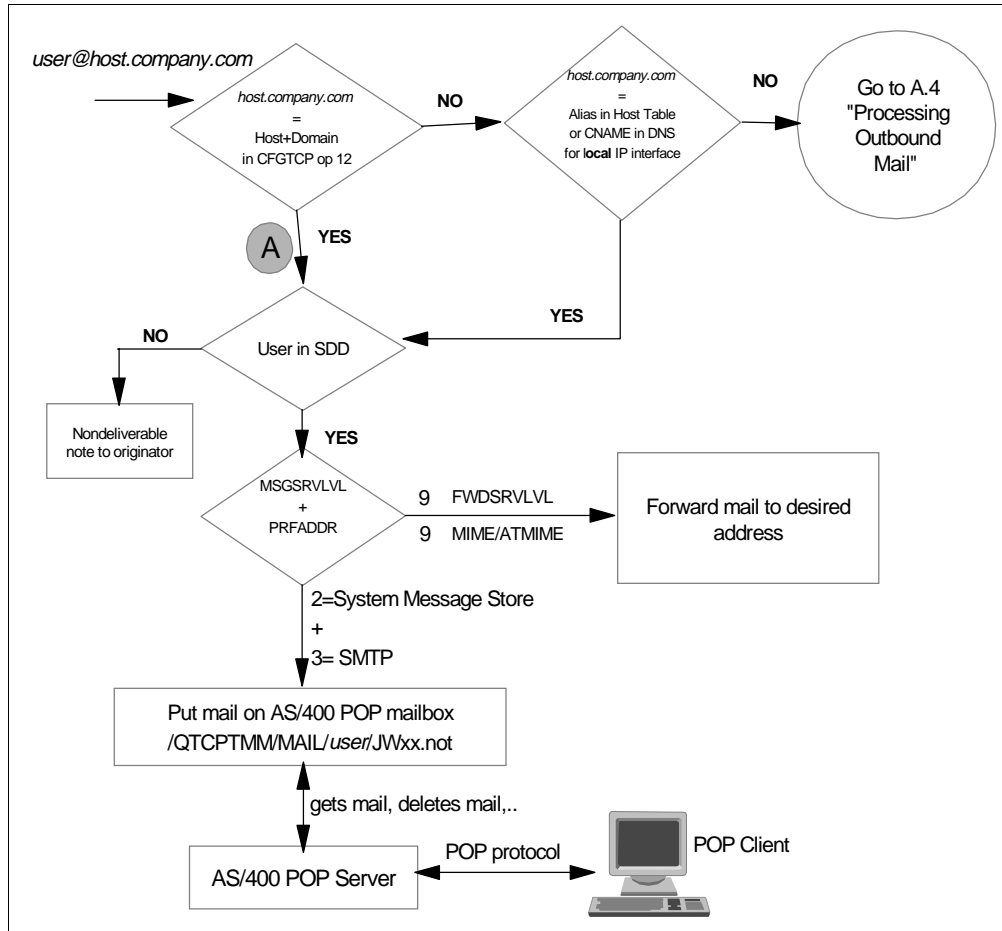 user@host.company.com
host.company.com
=
Host+Domain
in CFGTCP op 12
NO
host.company.com
=
Alias in Host Table
or CNAME in DNS
for local IP interface
NO
Go to A.4
"Processing
Outbound
Mail"
A
YES
YES
NO
User in SDD
Nondeliverable
note to originator
YES
MSGSRVLVL
+
PRFADDR
9 FWDSRVLVL
9 MIME/ATMIME
Forward mail to desired
address
2=System Message Store
+
3= SMTP
Put mail on AS/400 POP mailbox
/QTCPTMM/MAIL/user/JWxx.not
gets mail, deletes mail,..
AS/400 POP Server
POP protocol
POP Client